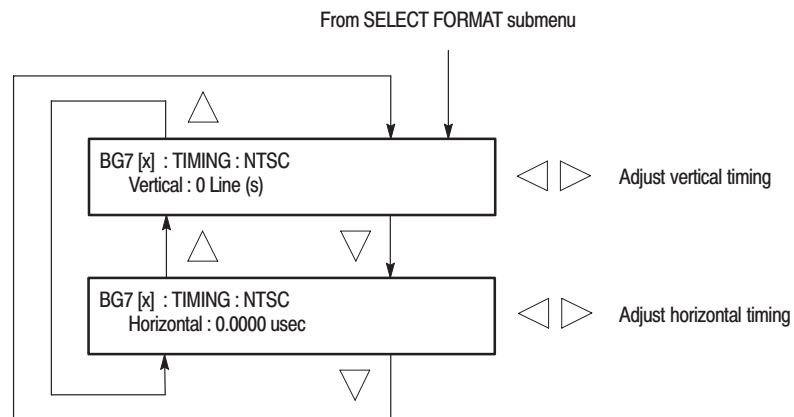 From SELECT FORMAT submenu
BG7 [x] : TIMING : NTSC
Vertical : 0 Line (s)
Adjust vertical timing
BG7 [x] : TIMING : NTSC
Horizontal : 0.0000 usec
Adjust horizontal timing